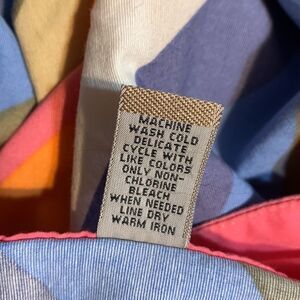 MACHINE
WASH COLD
DELICATE
CYCLE WITH
LIKE COLORS
ONLY NON-
CHLORINE
BLEACH
WHEN NEEDED
LINE DRY
WARM IRON